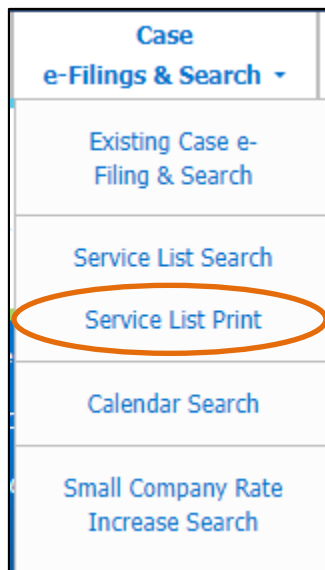 Case
e-Filings & Search
Existing Case e-
Filing & Search
Service List Search
Service List Print
Calendar Search
Small Company Rate
Increase Search